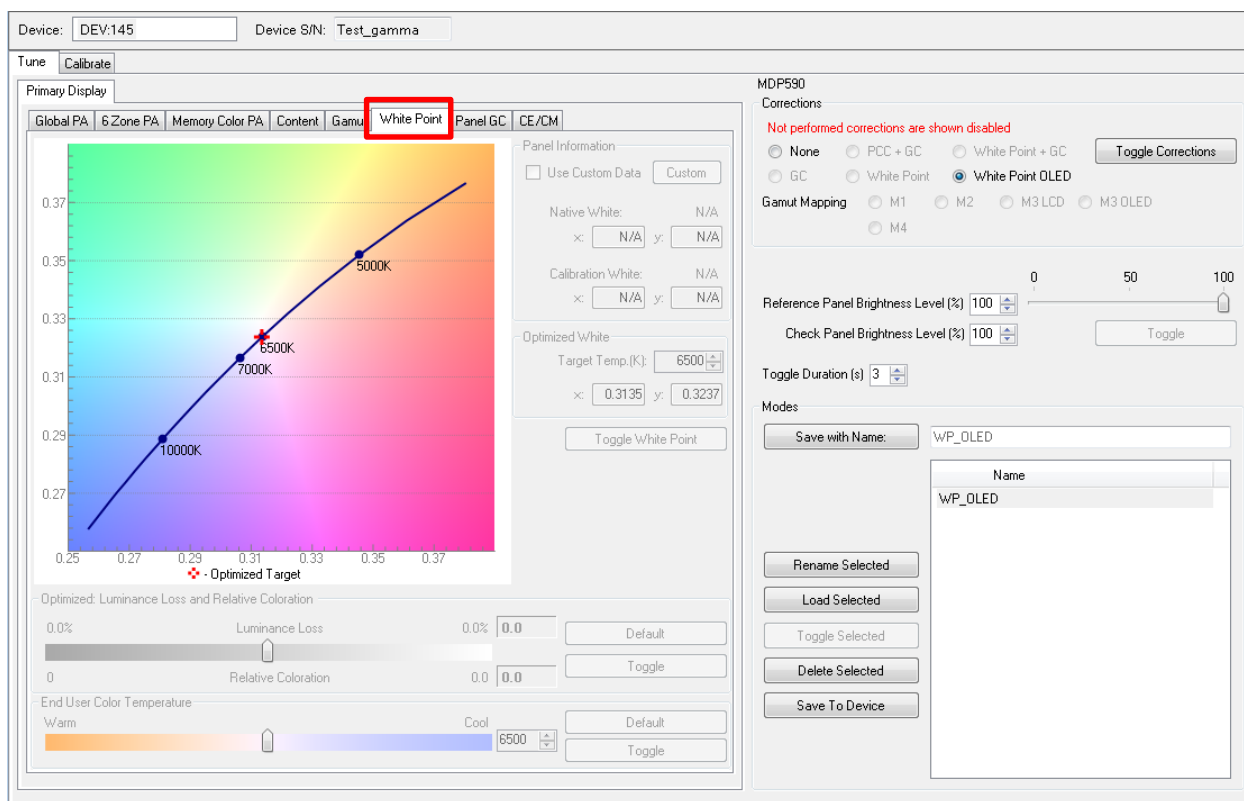 Device: DEV:145 Device S/N: Test_gamma
Tune Calibrate
Primary Display
Global PA 6 Zone PA Memory Color PA Content Gamu White Point Panel GC CE/CM
0.37
0.35
0.33
0.31
0.29
0.27
5000K
6500K
7000K
10000K
0.25 0.27 0.29 0.31 0.33 0.35 0.37
- Optimized Target
Panel Information
Use Custom Data Custom
Native White: N/A
x: N/A y: N/A
Calibration White: N/A
x: N/A y: N/A
Optimized White
Target Temp.(K): 6500
x: 0.3135 y: 0.3237
Toggle White Point
Optimized: Luminance Loss and Relative Coloration
0.0% Luminance Loss 0.0% 0.0 Default
0 Relative Coloration 0.0 0.0 Toggle
End User Color Temperature
Warm Cool 6500 Default
Toggle
MDP590
Corrections
Not performed corrections are shown disabled
None PCC + GC White Point + GC Toggle Corrections
GC White Point White Point OLED
Gamut Mapping M1 M2 M3 LCD M3 OLED
M4
0 50 100
Reference Panel Brightness Level (%) 100
Check Panel Brightness Level (%) 100 Toggle
Toggle Duration (s) 3
Modes
Save with Name: WP_OLED
Name
WP_OLED
Rename Selected
Load Selected
Toggle Selected
Delete Selected
Save To Device